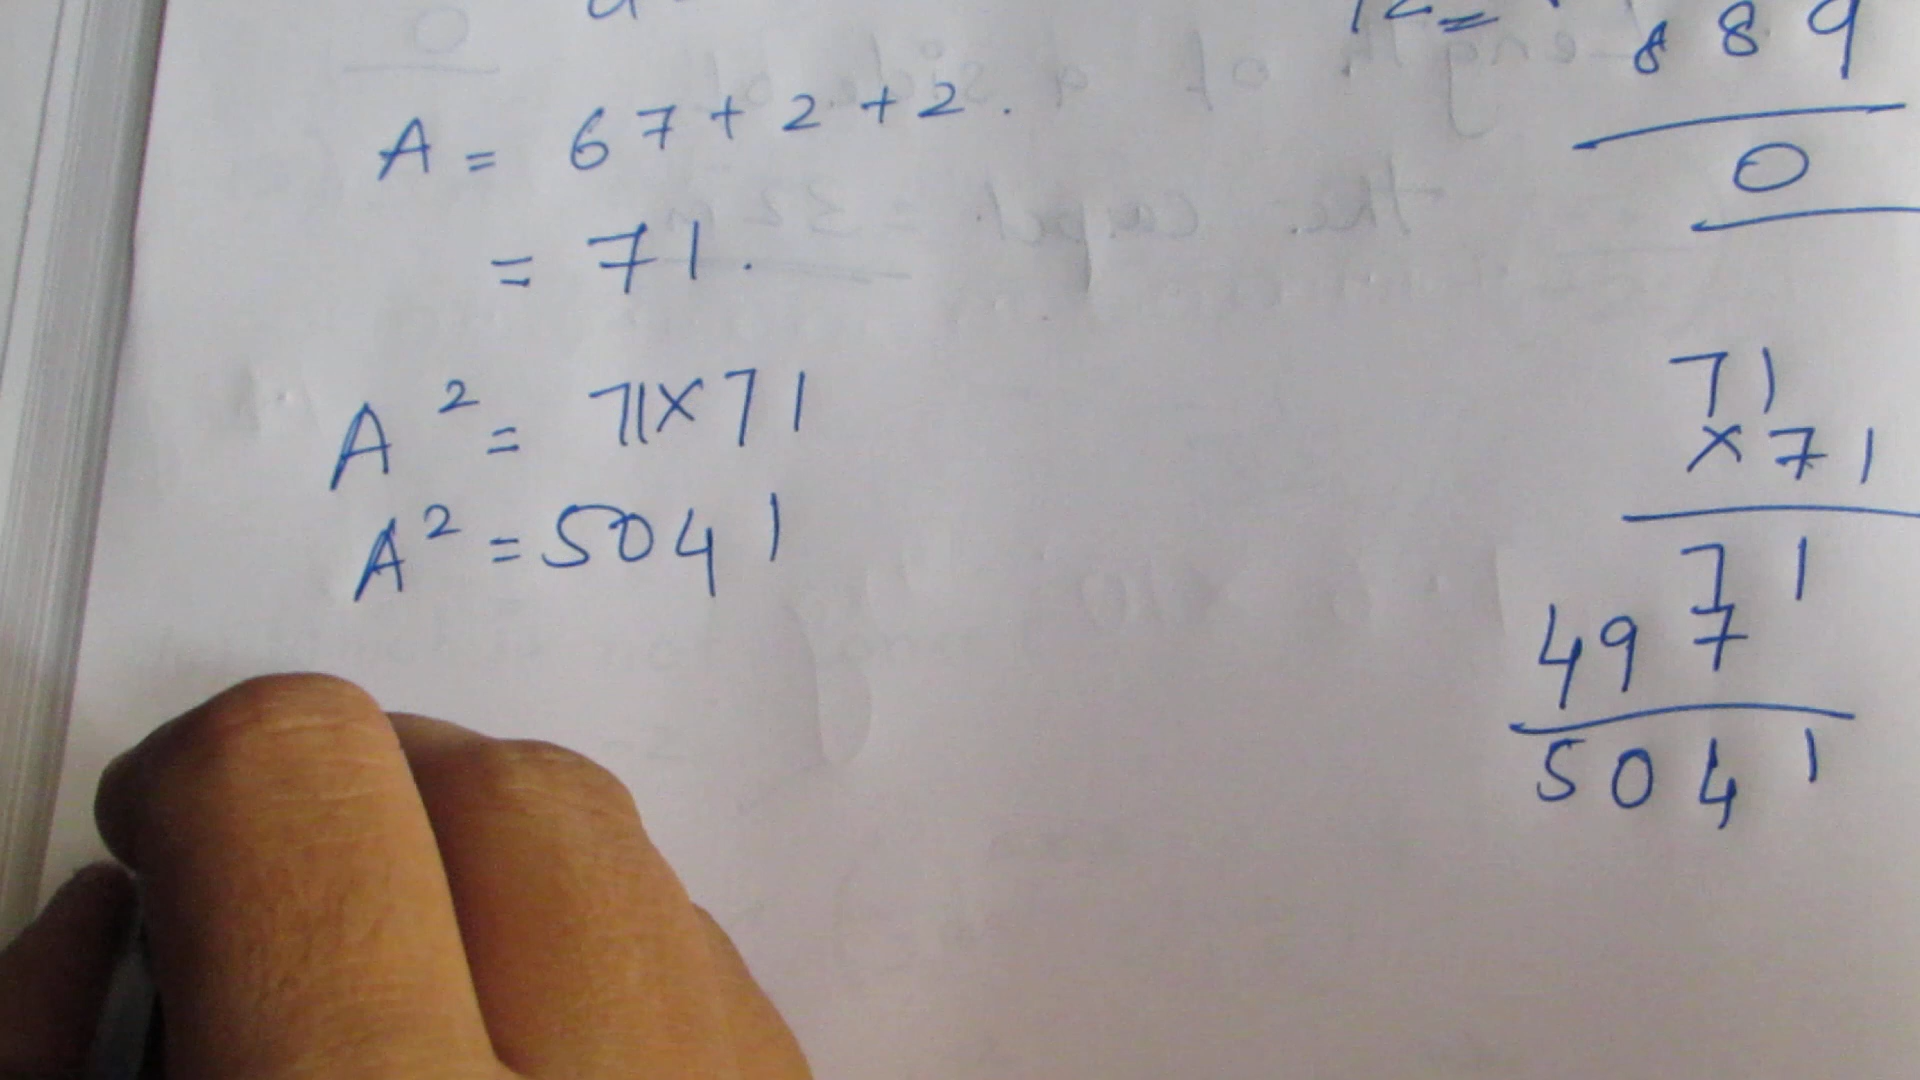 889
A = 67 + 2 + 2.
0
= 71.
A² = 71×71
A² = 5041
71
×71
71
497
5041